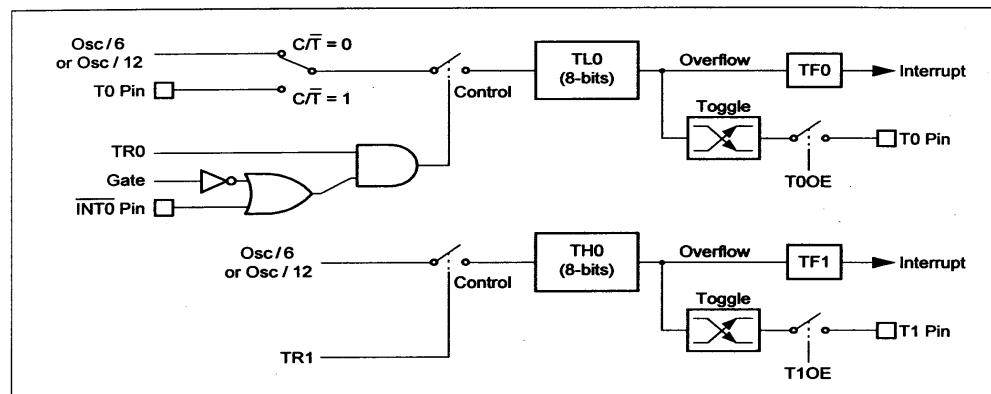 Osc / 6
or Osc / 12
C/T̅ = 0
T0 Pin
C/T̅ = 1
Control
TL0
(8-bits)
Overflow
TF0
Interrupt
Toggle
T0 Pin
T0OE
TR0
Gate
I̅N̅T̅0̅ Pin
Osc / 6
or Osc / 12
Control
TH0
(8-bits)
Overflow
TF1
Interrupt
Toggle
T1 Pin
T1OE
TR1